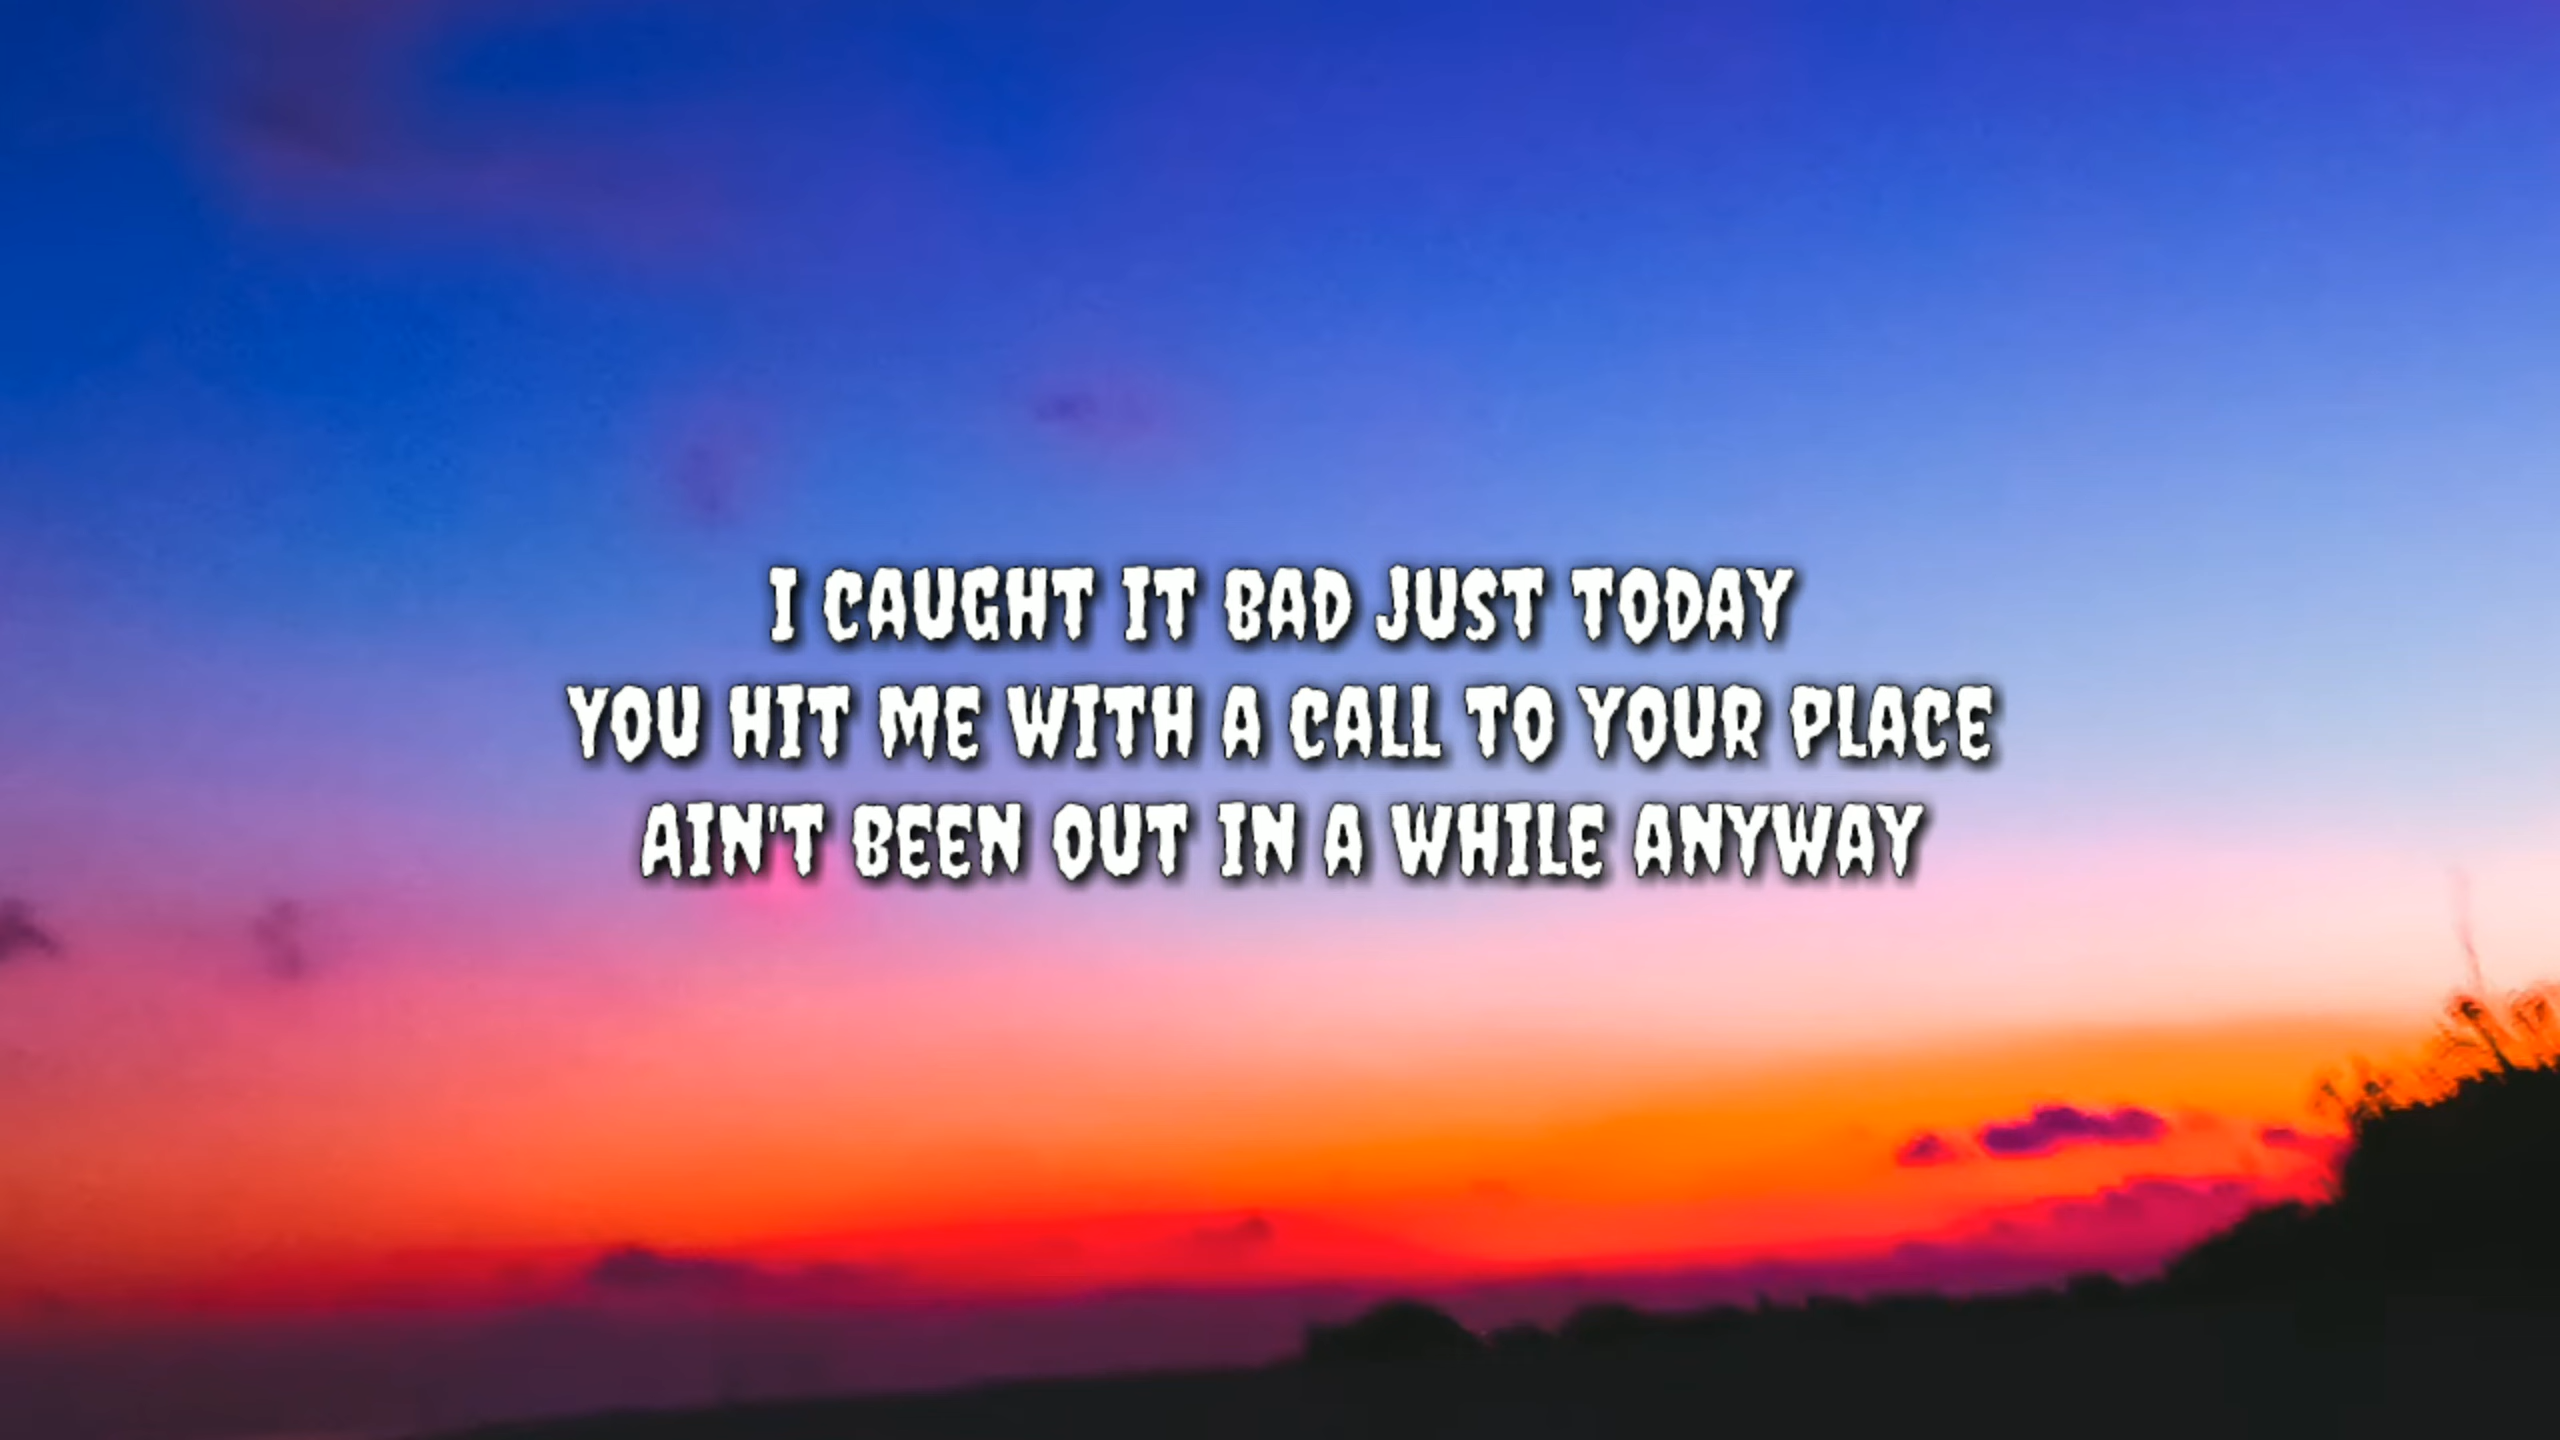 I CAUGHT IT BAD JUST TODAY
YOU HIT ME WITH A CALL TO YOUR PLACE
AIN'T BEEN OUT IN A WHILE ANYWAY